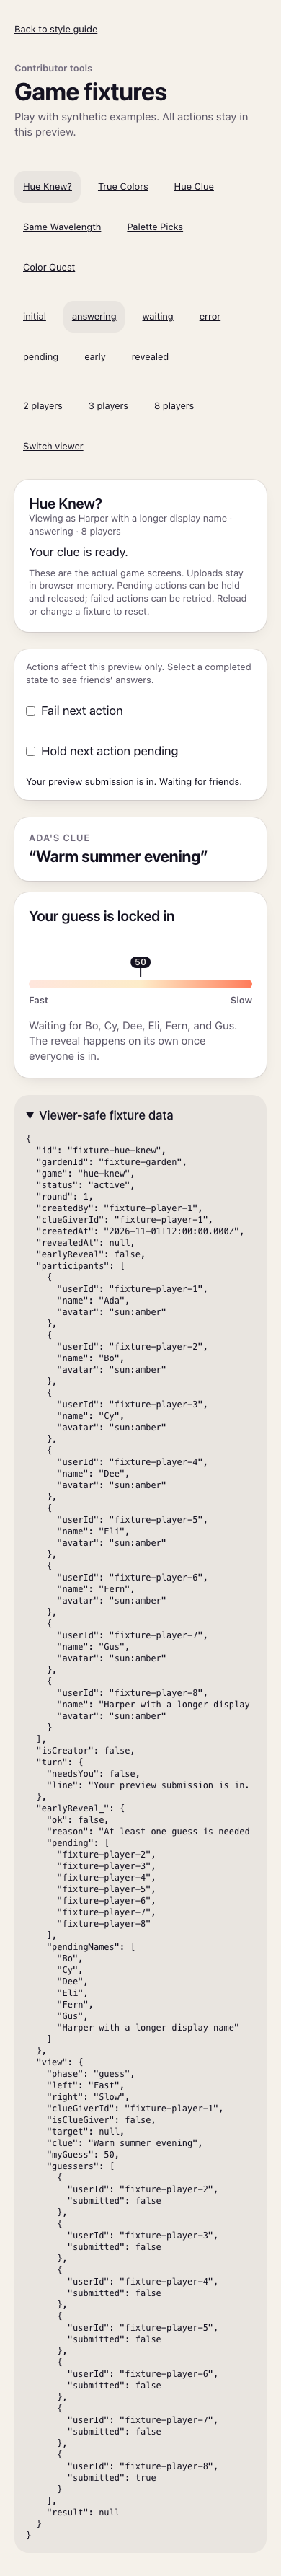 Back to style guide
Contributor tools
Game fixtures
Play with synthetic examples. All actions stay in
this preview.
Hue Knew? True Colors Hue Clue
Same Wavelength Palette Picks
Color Quest
initial answering waiting error
pending early revealed
2 players 3 players 8 players
Switch viewer
Hue Knew?
Viewing as Harper with a longer display name ·
answering · 8 players
Your clue is ready.
These are the actual game screens. Uploads stay
in browser memory. Pending actions can be held
and released; failed actions can be retried. Reload
or change a fixture to reset.
Actions affect this preview only. Select a completed
state to see friends’ answers.
Fail next action
Hold next action pending
Your preview submission is in. Waiting for friends.
ADA’S CLUE
“Warm summer evening”
Your guess is locked in
50
Fast Slow
Waiting for Bo, Cy, Dee, Eli, Fern, and Gus.
The reveal happens on its own once
everyone is in.
▼ Viewer-safe fixture data
{
"id": "fixture-hue-knew",
"gardenId": "fixture-garden",
"game": "hue-knew",
"status": "active",
"round": 1,
"createdBy": "fixture-player-1",
"clueGiverId": "fixture-player-1",
"createdAt": "2026-11-01T12:00:00.000Z",
"revealedAt": null,
"earlyReveal": false,
"participants": [
{
"userId": "fixture-player-1",
"name": "Ada",
"avatar": "sun:amber"
},
{
"userId": "fixture-player-2",
"name": "Bo",
"avatar": "sun:amber"
},
{
"userId": "fixture-player-3",
"name": "Cy",
"avatar": "sun:amber"
},
{
"userId": "fixture-player-4",
"name": "Dee",
"avatar": "sun:amber"
},
{
"userId": "fixture-player-5",
"name": "Eli",
"avatar": "sun:amber"
},
{
"userId": "fixture-player-6",
"name": "Fern",
"avatar": "sun:amber"
},
{
"userId": "fixture-player-7",
"name": "Gus",
"avatar": "sun:amber"
},
{
"userId": "fixture-player-8",
"name": "Harper with a longer display
"avatar": "sun:amber"
}
],
"isCreator": false,
"turn": {
"needsYou": false,
"line": "Your preview submission is in.
},
"earlyReveal_": {
"ok": false,
"reason": "At least one guess is needed
"pending": [
"fixture-player-2",
"fixture-player-3",
"fixture-player-4",
"fixture-player-5",
"fixture-player-6",
"fixture-player-7",
"fixture-player-8"
],
"pendingNames": [
"Bo",
"Cy",
"Dee",
"Eli",
"Fern",
"Gus",
"Harper with a longer display name"
]
},
"view": {
"phase": "guess",
"left": "Fast",
"right": "Slow",
"clueGiverId": "fixture-player-1",
"isClueGiver": false,
"target": null,
"clue": "Warm summer evening",
"myGuess": 50,
"guessers": [
{
"userId": "fixture-player-2",
"submitted": false
},
{
"userId": "fixture-player-3",
"submitted": false
},
{
"userId": "fixture-player-4",
"submitted": false
},
{
"userId": "fixture-player-5",
"submitted": false
},
{
"userId": "fixture-player-6",
"submitted": false
},
{
"userId": "fixture-player-7",
"submitted": false
},
{
"userId": "fixture-player-8",
"submitted": true
}
],
"result": null
}
}